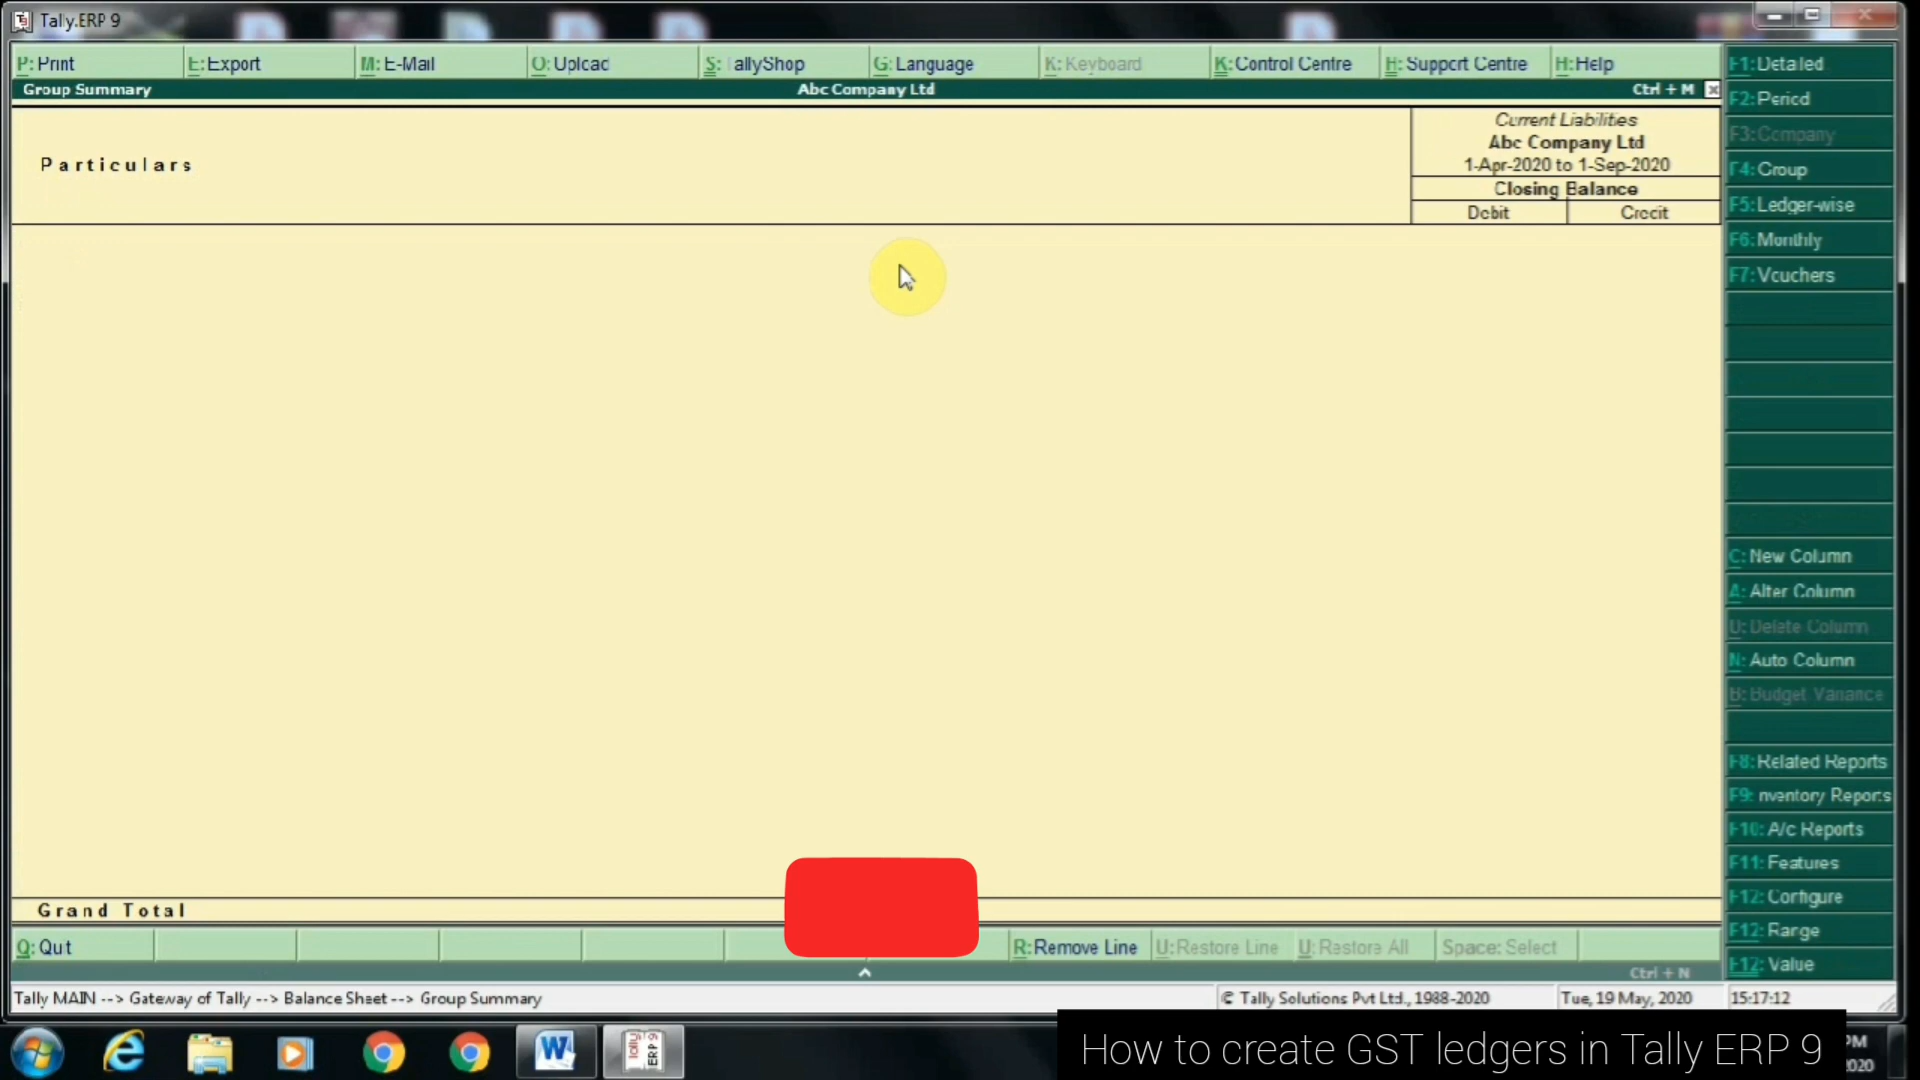 Tally.ERP 9
P: Print
E: Export
M: E-Mail
O: Upload
S: TallyShop
G: Language
K: Keyboard
K: Control Centre
H: Support Centre
H: Help
Group Summary
Abc Company Ltd
Ctrl + M
Particulars
Current Liabilities
Abc Company Ltd
1-Apr-2020 to 1-Sep-2020
Closing Balance
Debit
Credit
F1: Detailed
F2: Period
F3: Company
F4: Group
F5: Ledger-wise
F6: Monthly
F7: Vouchers
C: New Column
A: Alter Column
D: Delete Column
N: Auto Column
B: Budget Variance
F8: Related Reports
F9: Inventory Reports
F10: A/c Reports
F11: Features
F12: Configure
F12: Range
F12: Value
Grand Total
Q: Quit
R: Remove Line
U: Restore Line
U: Restore All
Space: Select
Ctrl + N
Tally MAIN --> Gateway of Tally --> Balance Sheet --> Group Summary
© Tally Solutions Pvt Ltd., 1988-2020
Tue, 19 May, 2020
15:17:12
Tally ERP 9
How to create GST ledgers in Tally ERP 9
PM
2020